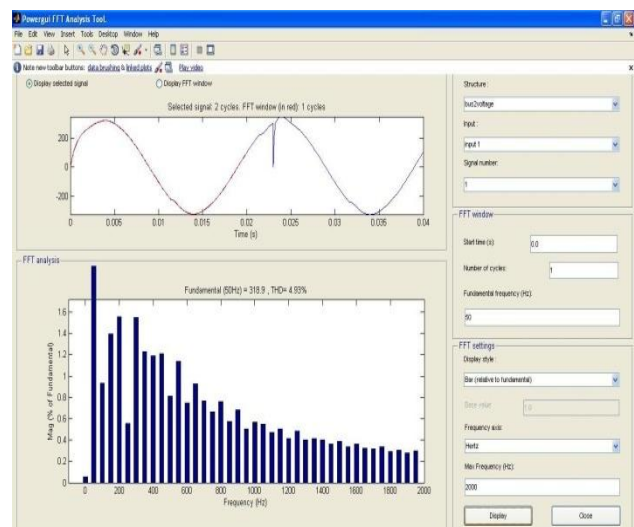 Powergui FFT Analysis Tool.
File Edit View Insert Tools Desktop Window Help
Note new toolbar buttons: data brushing & linked plots Play video
Display selected signal Display FFT window
Selected signal: 2 cycles. FFT window (in red): 1 cycles
200
0
-200
0 0.005 0.01 0.015 0.02 0.025 0.03 0.035 0.04
Time (s)
FFT analysis
Fundamental (50Hz) = 318.9 , THD= 4.93%
Mag (% of Fundamental)
1.6
1.4
1.2
1
0.8
0.6
0.4
0.2
0
0 200 400 600 800 1000 1200 1400 1600 1800 2000
Frequency (Hz)
Structure :
bus2voltage
Input :
input 1
Signal number:
1
FFT window
Start time (s):
0.0
Number of cycles:
1
Fundamental frequency (Hz):
50
FFT settings
Display style :
Bar (relative to fundamental)
Base value
1.0
Frequency axis:
Hertz
Max Frequency (Hz):
2000
Display
Close